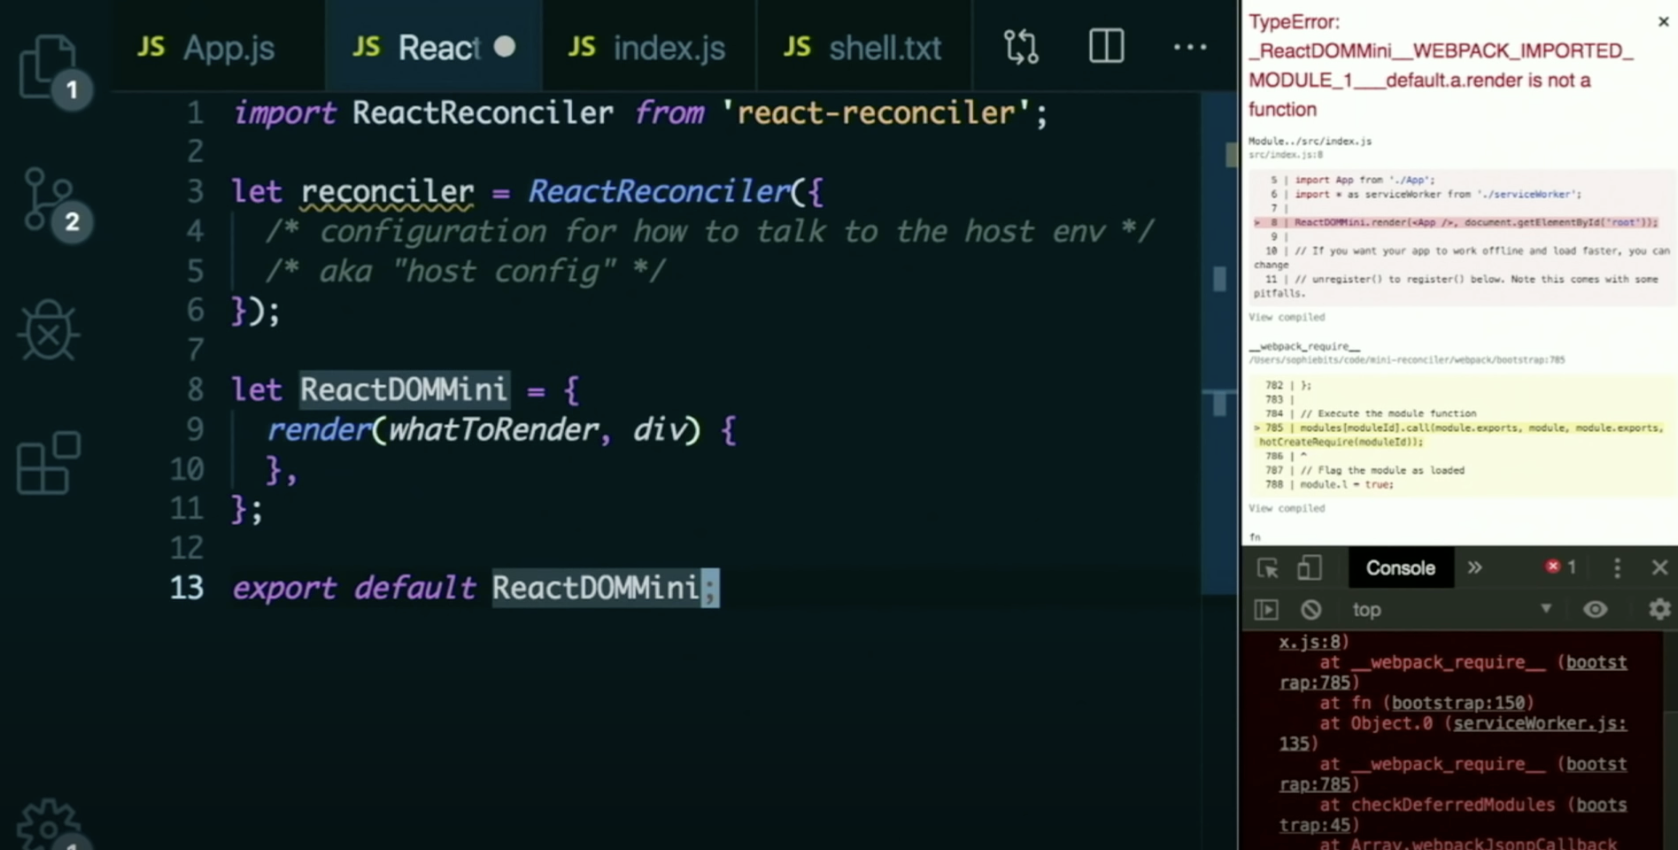 JS App.js
JS React
JS index.js
JS shell.txt
1
2
1 import ReactReconciler from 'react-reconciler';
2
3 let reconciler = ReactReconciler({
4 /* configuration for how to talk to the host env */
5 /* aka "host config" */
6 });
7
8 let ReactDOMMini = {
9 render(whatToRender, div) {
10 },
11 };
12
13 export default ReactDOMMini;
TypeError:
_ReactDOMMini__WEBPACK_IMPORTED_
MODULE_1___default.a.render is not a
function
Module../src/index.js
src/index.js:8
5 | import App from './App';
6 | import * as serviceWorker from './serviceWorker';
7 |
> 8 | ReactDOMMini.render(<App />, document.getElementById('root'));
9 |
10 | // If you want your app to work offline and load faster, you can
change
11 | // unregister() to register() below. Note this comes with some
pitfalls.
View compiled
__webpack_require__
/Users/sophiebits/code/mini-reconciler/webpack/bootstrap:785
782 | };
783 |
784 | // Execute the module function
> 785 | modules[moduleId].call(module.exports, module, module.exports,
hotCreateRequire(moduleId));
786 | ^
787 | // Flag the module as loaded
788 | module.l = true;
View compiled
fn
Console
1
top
x.js:8)
at __webpack_require__ (bootst
rap:785)
at fn (bootstrap:150)
at Object.0 (serviceWorker.js:
135)
at __webpack_require__ (bootst
rap:785)
at checkDeferredModules (boots
trap:45)
at Array.webpackJsonpCallback